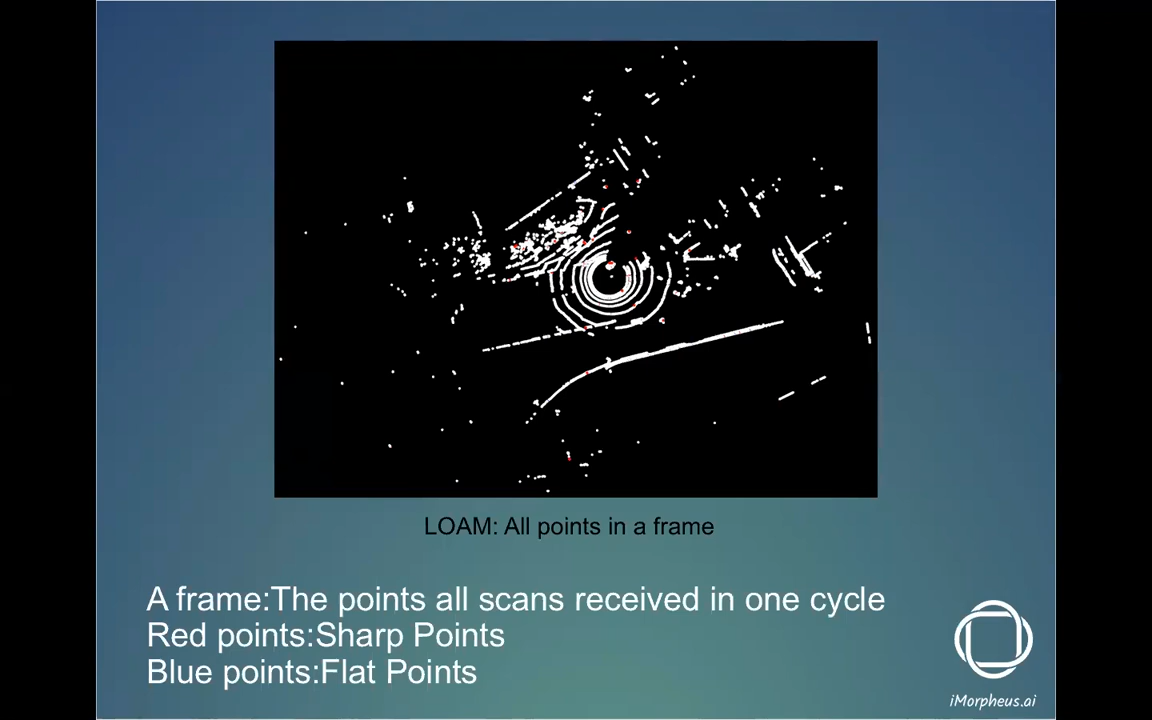 LOAM: All points in a frame
A frame:The points all scans received in one cycle
Red points:Sharp Points
Blue points:Flat Points
iMorpheus.ai